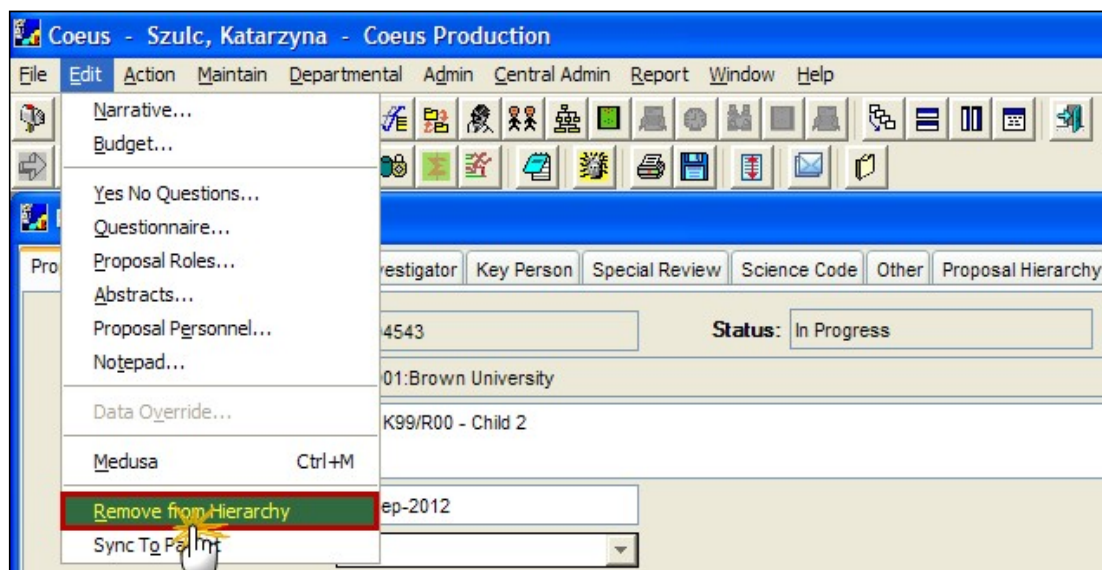 Coeus - Szulc, Katarzyna - Coeus Production
File Edit Action Maintain Departmental Admin Central Admin Report Window Help
Narrative...
Budget...
Yes No Questions...
Questionnaire...
Proposal Roles...
Abstracts...
Proposal Personnel...
Notepad...
Data Override...
Medusa Ctrl+M
Remove from Hierarchy
Sync To
Pro vestigator Key Person Special Review Science Code Other Proposal Hierarchy
4543 Status: In Progress
01:Brown University
K99/R00 - Child 2
ep-2012